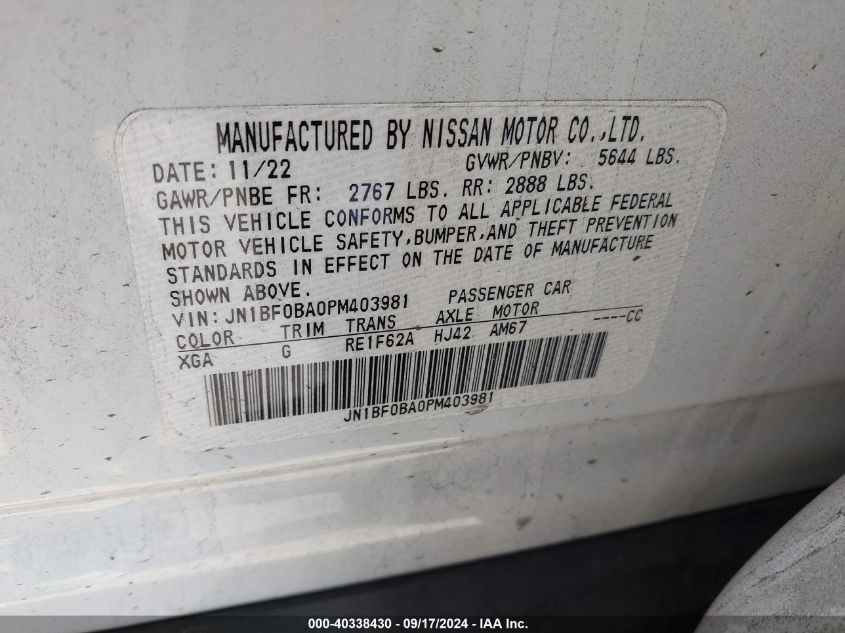 MANUFACTURED BY NISSAN MOTOR CO.,LTD.
DATE: 11/22 GVWR/PNBV: 5644 LBS.
GAWR/PNBE FR: 2767 LBS. RR: 2888 LBS.
THIS VEHICLE CONFORMS TO ALL APPLICABLE FEDERAL
MOTOR VEHICLE SAFETY,BUMPER,AND THEFT PREVENTION
STANDARDS IN EFFECT ON THE DATE OF MANUFACTURE
SHOWN ABOVE.
VIN: JN1BF0BA0PM403981 PASSENGER CAR
COLOR TRIM TRANS AXLE MOTOR
XGA G RE1F62A HJ42 AM67 ----CC
JN1BF0BA0PM403981
000-40338430 - 09/17/2024 - IAA Inc.